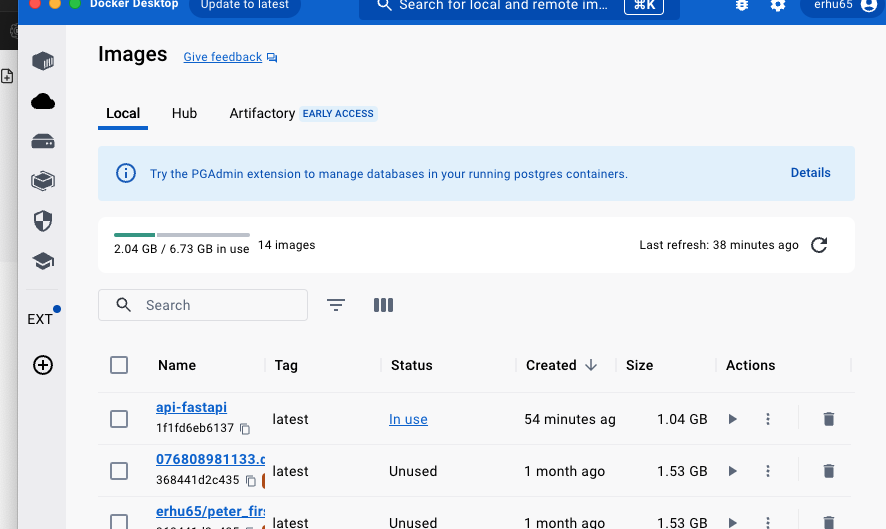 Docker Desktop Update to latest Search for local and remote im... ⌘K erhu65
Images Give feedback
Local Hub Artifactory EARLY ACCESS
Try the PGAdmin extension to manage databases in your running postgres containers. Details
2.04 GB / 6.73 GB in use 14 images Last refresh: 38 minutes ago
Search
EXT
Name Tag Status Created Size Actions
api-fastapi
1f1fd6eb6137 latest In use 54 minutes ag 1.04 GB
076808981133.
368441d2c435 latest Unused 1 month ago 1.53 GB
erhu65/peter_firs
latest Unused 1 month ago 1.53 GB